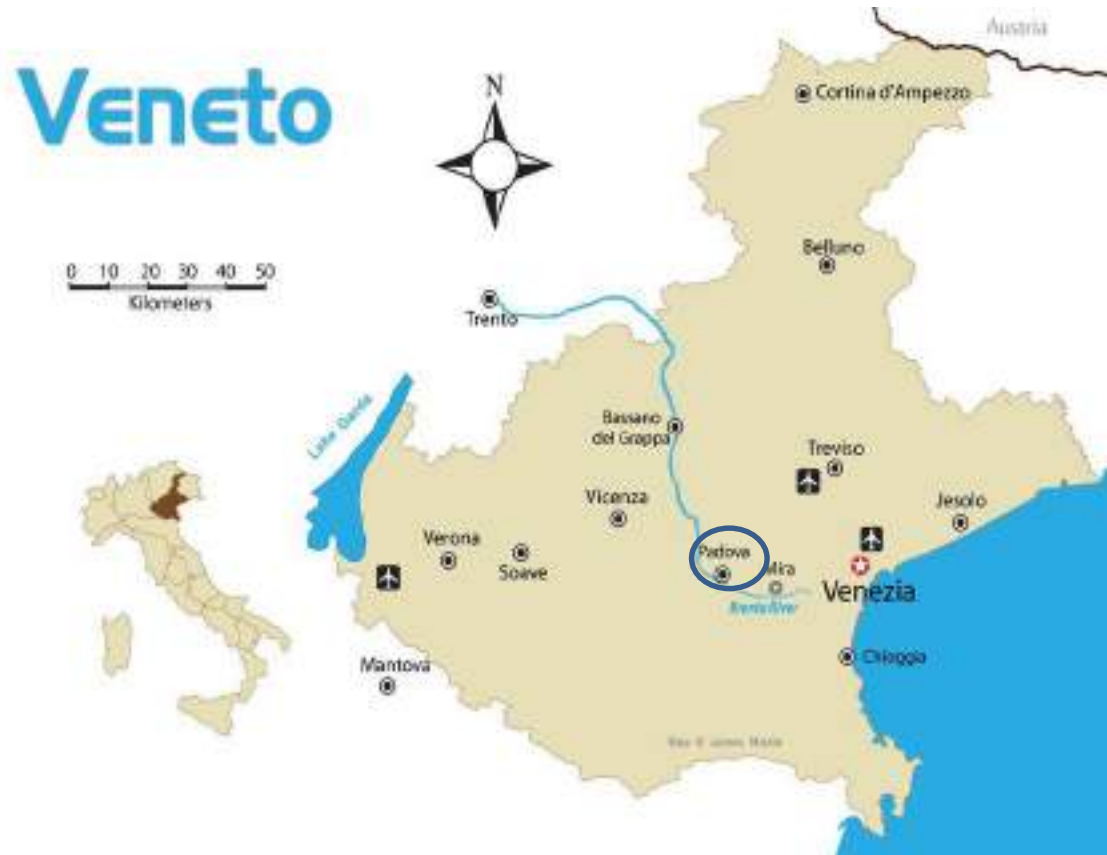 Austria
Veneto
N
Cortina d'Ampezzo
Belluno
0 10 20 30 40 50
Kilometers
Trento
Lake Garda
Bassano
del Grappa
Treviso
Vicenza
Jesolo
Verona
Soave
Padova
Mira
Venezia
Brenta River
Chioggia
Mantova